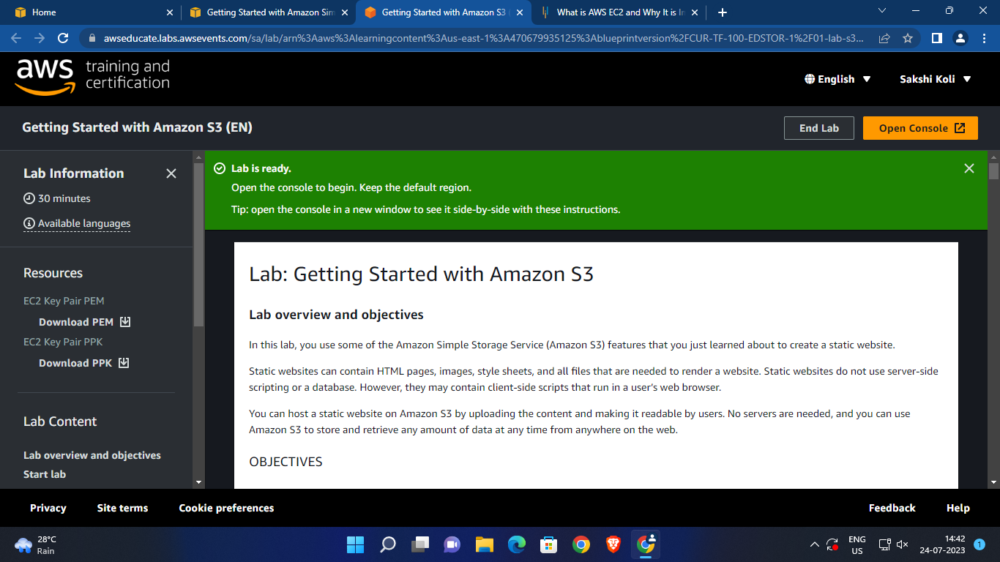 Home
Getting Started with Amazon Sim
Getting Started with Amazon S3 (
What is AWS EC2 and Why It is In
awseducate.labs.awsevents.com/sa/lab/arn%3Aaws%3Alearningcontent%3Aus-east-1%3A470679935125%3Ablueprintversion%2FCUR-TF-100-EDSTOR-1%2F01-lab-s3...
aws training and certification
English
Sakshi Koli
Getting Started with Amazon S3 (EN)
End Lab
Open Console
Lab Information
30 minutes
Available languages
Resources
EC2 Key Pair PEM
Download PEM
EC2 Key Pair PPK
Download PPK
Lab Content
Lab overview and objectives
Start lab
Lab is ready.
Open the console to begin. Keep the default region.
Tip: open the console in a new window to see it side-by-side with these instructions.
Lab: Getting Started with Amazon S3
Lab overview and objectives
In this lab, you use some of the Amazon Simple Storage Service (Amazon S3) features that you just learned about to create a static website.
Static websites can contain HTML pages, images, style sheets, and all files that are needed to render a website. Static websites do not use server-side
scripting or a database. However, they may contain client-side scripts that run in a user's web browser.
You can host a static website on Amazon S3 by uploading the content and making it readable by users. No servers are needed, and you can use
Amazon S3 to store and retrieve any amount of data at any time from anywhere on the web.
OBJECTIVES
Privacy
Site terms
Cookie preferences
Feedback
Help
28°C
Rain
ENG
US
14:42
24-07-2023
1